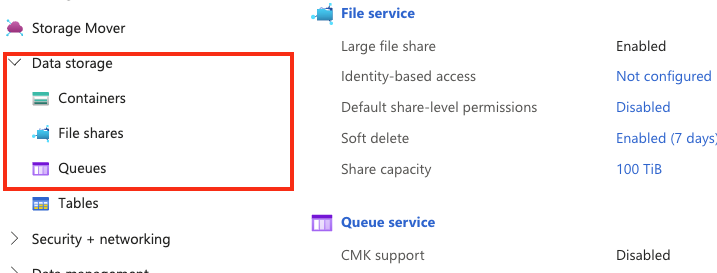 Storage Mover
Data storage
Containers
File shares
Queues
Tables
Security + networking
Data management
File service
Large file share Enabled
Identity-based access Not configured
Default share-level permissions Disabled
Soft delete Enabled (7 days)
Share capacity 100 TiB
Queue service
CMK support Disabled